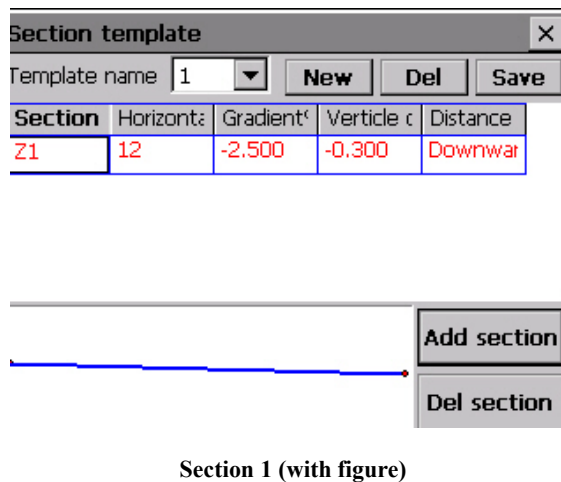 Section template
Template name 1 New Del Save
Section Horizonta Gradient% Verticle d Distance
Z1 12 -2.500 -0.300 Downwar
Add section
Del section
Section 1 (with figure)